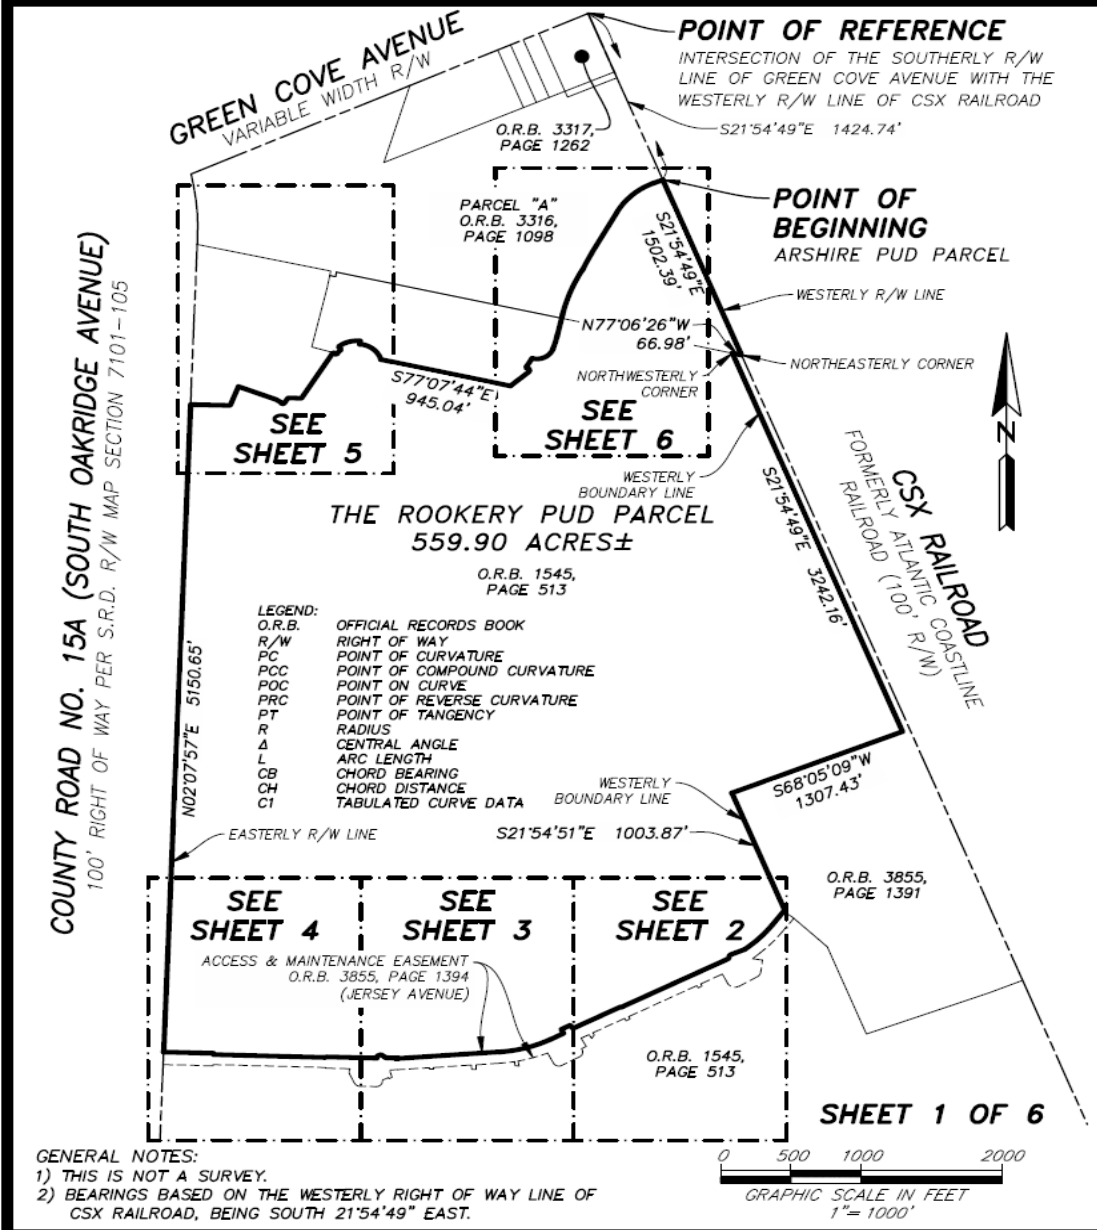 GREEN COVE AVENUE
VARIABLE WIDTH R/W
POINT OF REFERENCE
INTERSECTION OF THE SOUTHERLY R/W
LINE OF GREEN COVE AVENUE WITH THE
WESTERLY R/W LINE OF CSX RAILROAD
S21°54'49"E 1424.74'
O.R.B. 3317,
PAGE 1262
PARCEL "A"
O.R.B. 3316,
PAGE 1098
POINT OF
BEGINNING
ARSHIRE PUD PARCEL
S21°54'49"E
1502.39'
WESTERLY R/W LINE
N77°06'26"W
66.98'
NORTHEASTERLY CORNER
NORTHWESTERLY
CORNER
S77°07'44"E
945.04'
SEE
SHEET 5
SEE
SHEET 6
WESTERLY
BOUNDARY LINE
N
COUNTY ROAD NO. 15A (SOUTH OAKRIDGE AVENUE)
100' RIGHT OF WAY PER S.R.D. R/W MAP SECTION 7101-105
CSX RAILROAD
FORMERLY ATLANTIC COASTLINE
RAILROAD (100' R/W)
S21°54'49"E 3242.16'
THE ROOKERY PUD PARCEL
559.90 ACRES±
O.R.B. 1545,
PAGE 513
LEGEND:
O.R.B. OFFICIAL RECORDS BOOK
R/W RIGHT OF WAY
PC POINT OF CURVATURE
PCC POINT OF COMPOUND CURVATURE
POC POINT ON CURVE
PRC POINT OF REVERSE CURVATURE
PT POINT OF TANGENCY
R RADIUS
Δ CENTRAL ANGLE
L ARC LENGTH
CB CHORD BEARING
CH CHORD DISTANCE
C1 TABULATED CURVE DATA
N02°07'57"E 5150.65'
EASTERLY R/W LINE
WESTERLY
BOUNDARY LINE
S68°05'09"W
1307.43'
S21°54'51"E 1003.87'
O.R.B. 3855,
PAGE 1391
SEE
SHEET 4
SEE
SHEET 3
SEE
SHEET 2
ACCESS & MAINTENANCE EASEMENT
O.R.B. 3855, PAGE 1394
(JERSEY AVENUE)
O.R.B. 1545,
PAGE 513
SHEET 1 OF 6
GENERAL NOTES:
1) THIS IS NOT A SURVEY.
2) BEARINGS BASED ON THE WESTERLY RIGHT OF WAY LINE OF
CSX RAILROAD, BEING SOUTH 21°54'49" EAST.
0 500 1000 2000
GRAPHIC SCALE IN FEET
1"= 1000'